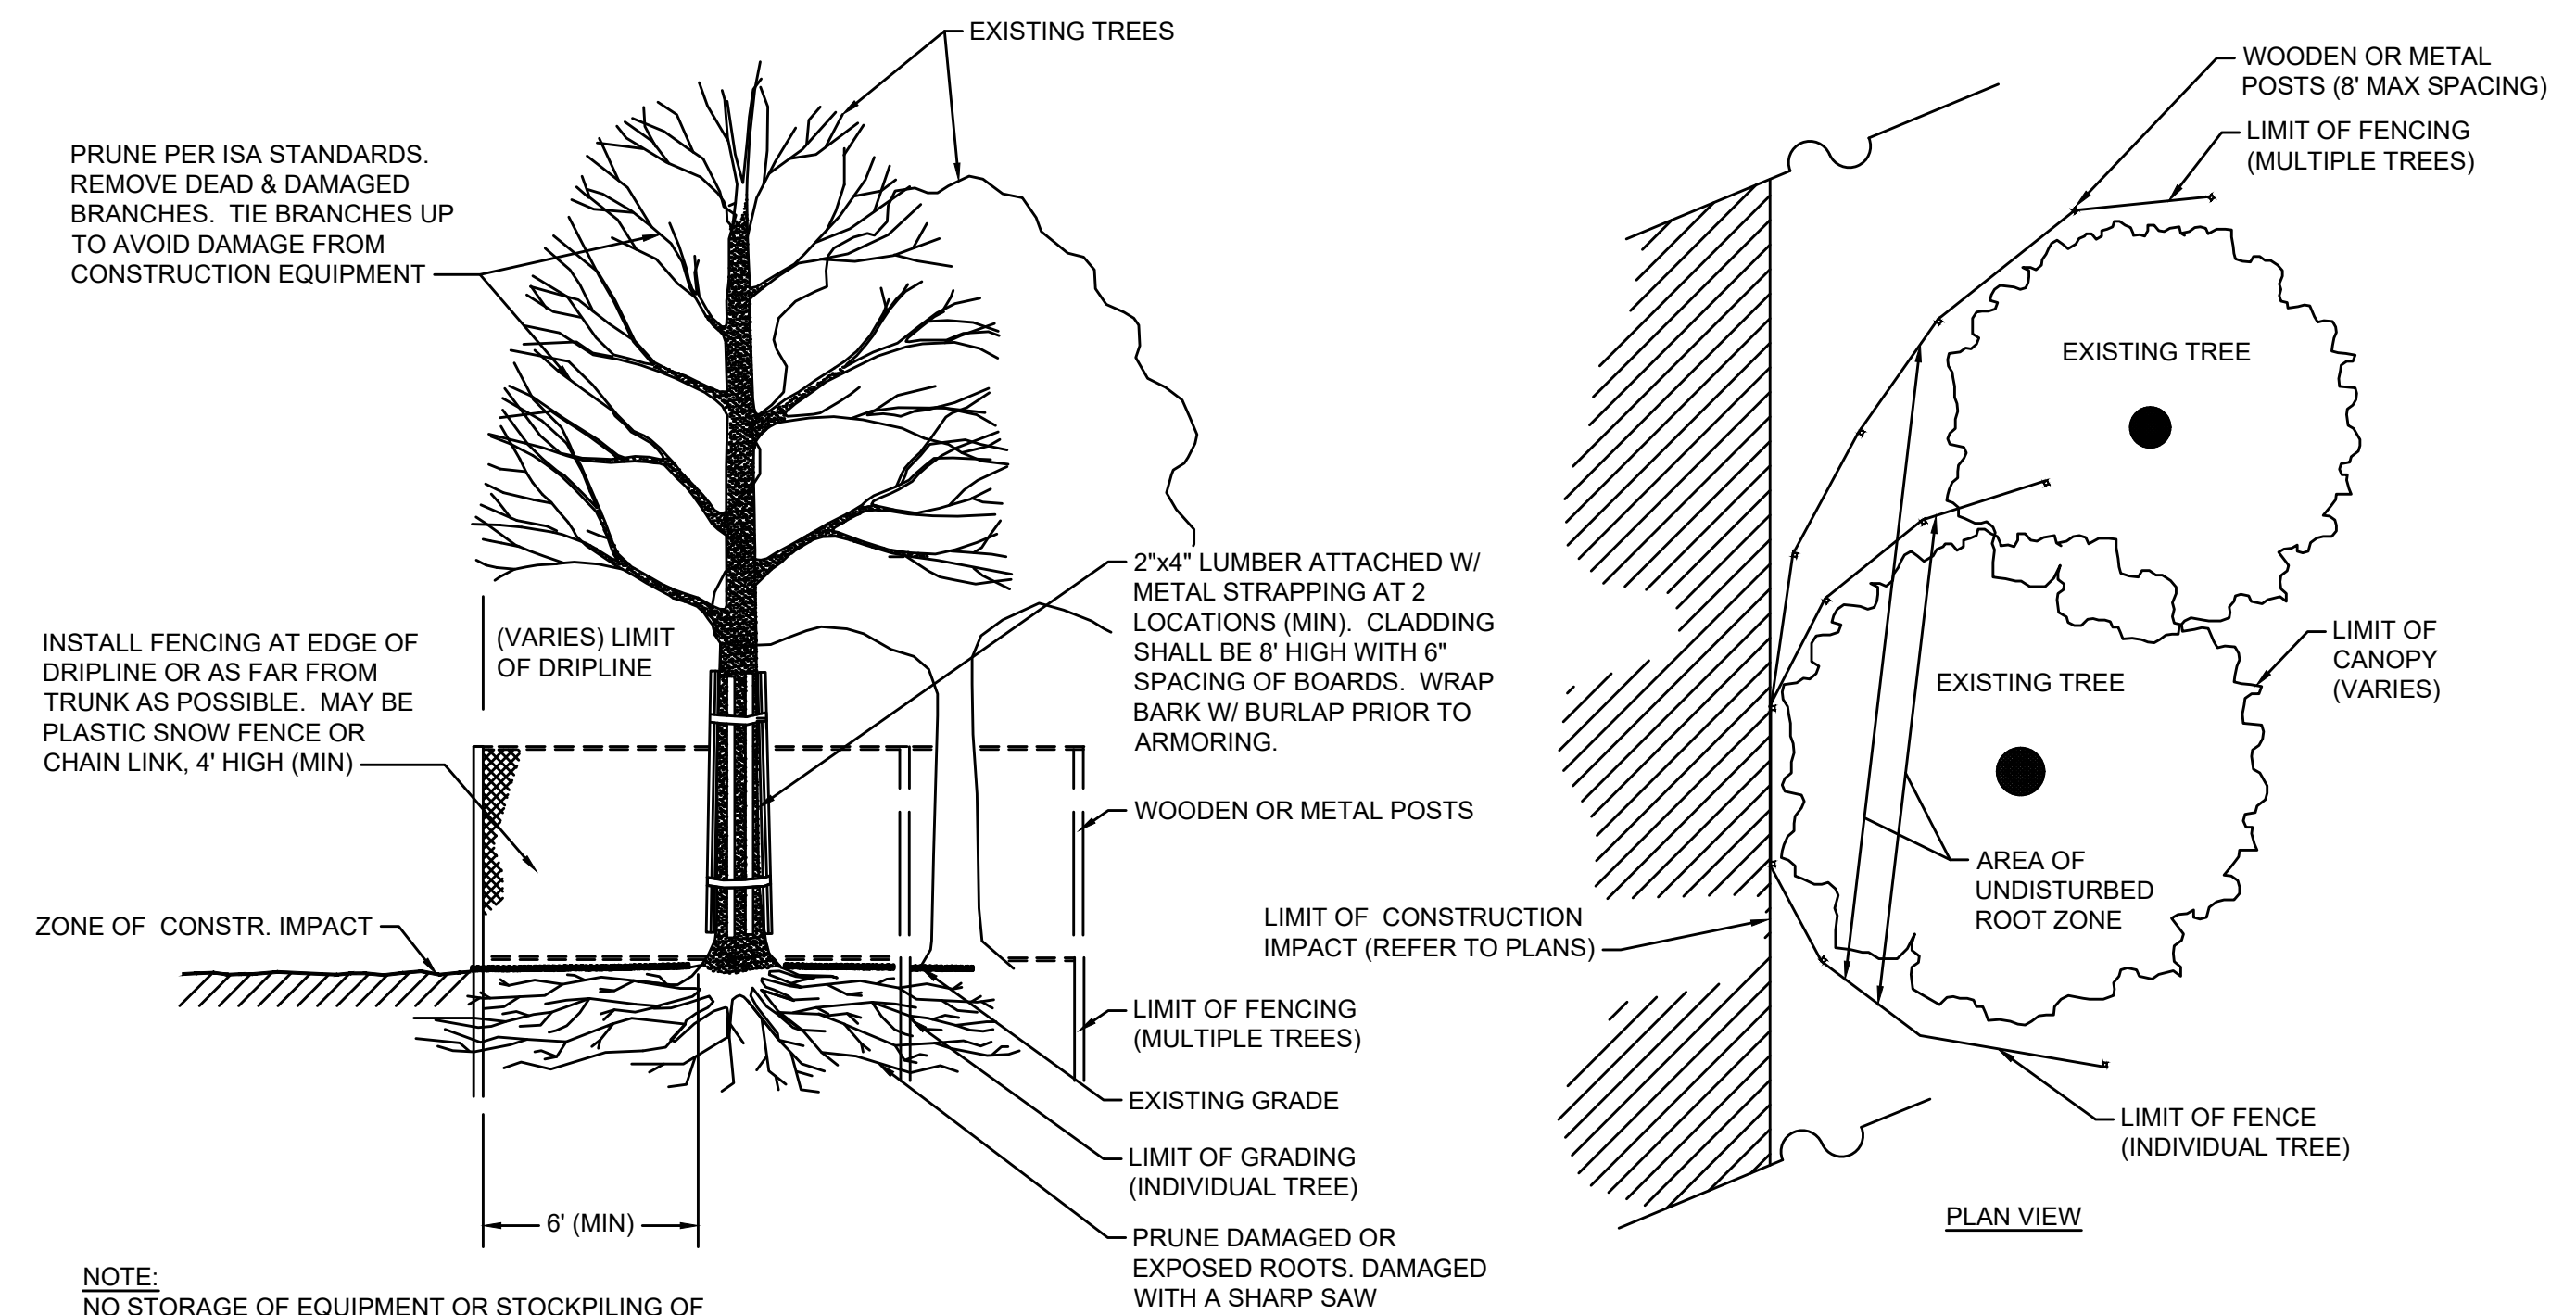 EXISTING TREES
PRUNE PER ISA STANDARDS.
REMOVE DEAD & DAMAGED
BRANCHES. TIE BRANCHES UP
TO AVOID DAMAGE FROM
CONSTRUCTION EQUIPMENT
INSTALL FENCING AT EDGE OF
DRIPLINE OR AS FAR FROM
TRUNK AS POSSIBLE. MAY BE
PLASTIC SNOW FENCE OR
CHAIN LINK, 4' HIGH (MIN)
(VARIES) LIMIT
OF DRIPLINE
ZONE OF CONSTR. IMPACT
2"x4" LUMBER ATTACHED W/
METAL STRAPPING AT 2
LOCATIONS (MIN). CLADDING
SHALL BE 8' HIGH WITH 6"
SPACING OF BOARDS. WRAP
BARK W/ BURLAP PRIOR TO
ARMORING.
WOODEN OR METAL POSTS
LIMIT OF FENCING
(MULTIPLE TREES)
EXISTING GRADE
LIMIT OF GRADING
(INDIVIDUAL TREE)
PRUNE DAMAGED OR
EXPOSED ROOTS. DAMAGED
WITH A SHARP SAW
6' (MIN)
NOTE:
NO STORAGE OF EQUIPMENT OR STOCKPILING OF
WOODEN OR METAL
POSTS (8' MAX SPACING)
LIMIT OF FENCING
(MULTIPLE TREES)
EXISTING TREE
EXISTING TREE
LIMIT OF
CANOPY
(VARIES)
AREA OF
UNDISTURBED
ROOT ZONE
LIMIT OF CONSTRUCTION
IMPACT (REFER TO PLANS)
LIMIT OF FENCE
(INDIVIDUAL TREE)
PLAN VIEW